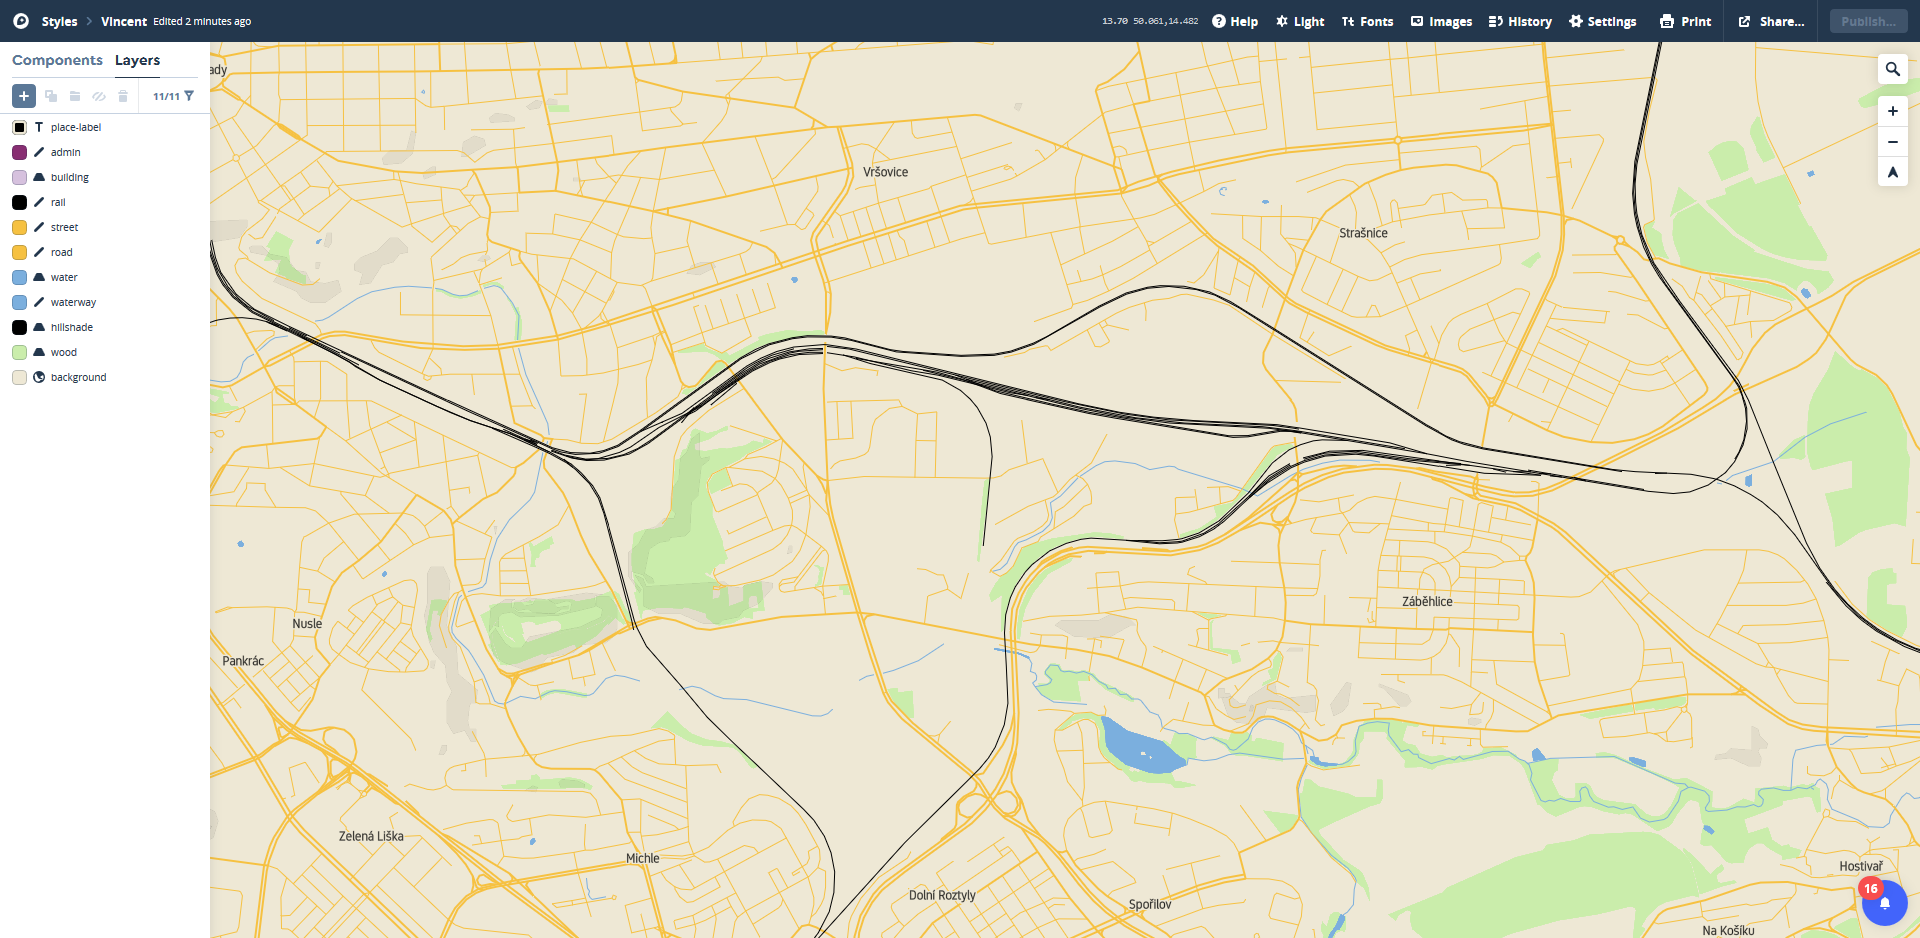 Styles
Vincent
Edited 2 minutes ago
13.70 50.061,14.482
Help
Light
Fonts
Images
History
Settings
Print
Share...
Publish...
Components
Layers
11/11
place-label
admin
building
rail
street
road
water
waterway
hillshade
wood
background
ady
Vršovice
Strašnice
Záběhlice
Nusle
Pankrác
Zelená Liška
Michle
Dolní Roztyly
Spořilov
Hostivař
16
Na Košíku